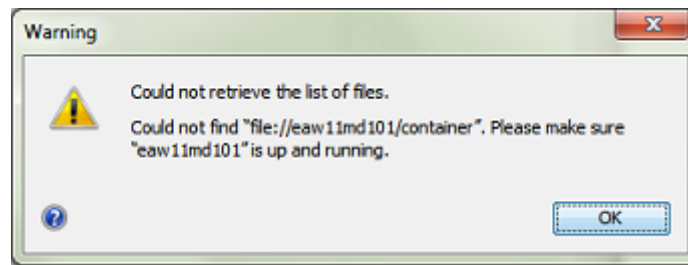 Warning
Could not retrieve the list of files.
Could not find "file://eaw11md101/container". Please make sure
"eaw11md101" is up and running.
OK